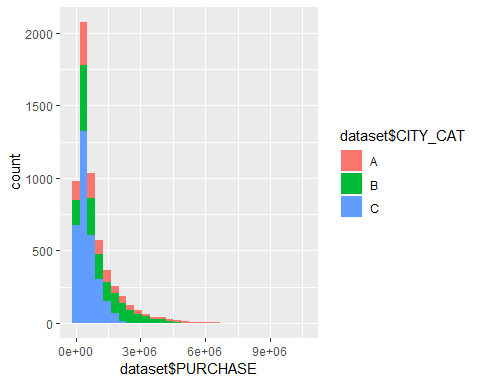 2000
1500
1000
500
0
count
0e+00 3e+06 6e+06 9e+06
dataset$PURCHASE
dataset$CITY_CAT
A
B
C